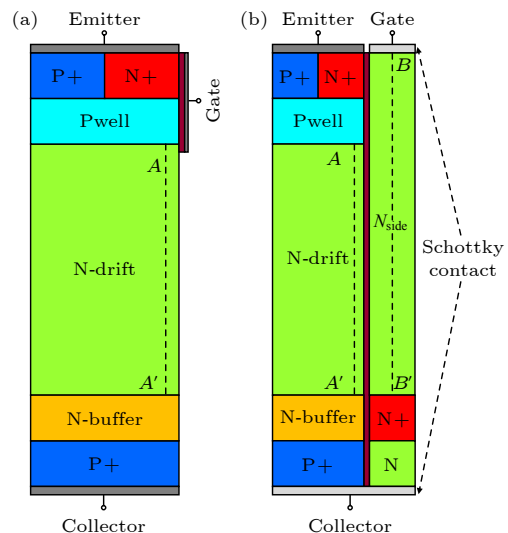 (a)
Emitter
P+
N+
Gate
Pwell
A
N-drift
A′
N-buffer
P+
Collector
(b)
Emitter
Gate
P+
N+
B
Pwell
A
Nside
N-drift
Schottky
contact
A′
B′
N-buffer
N+
P+
N
Collector